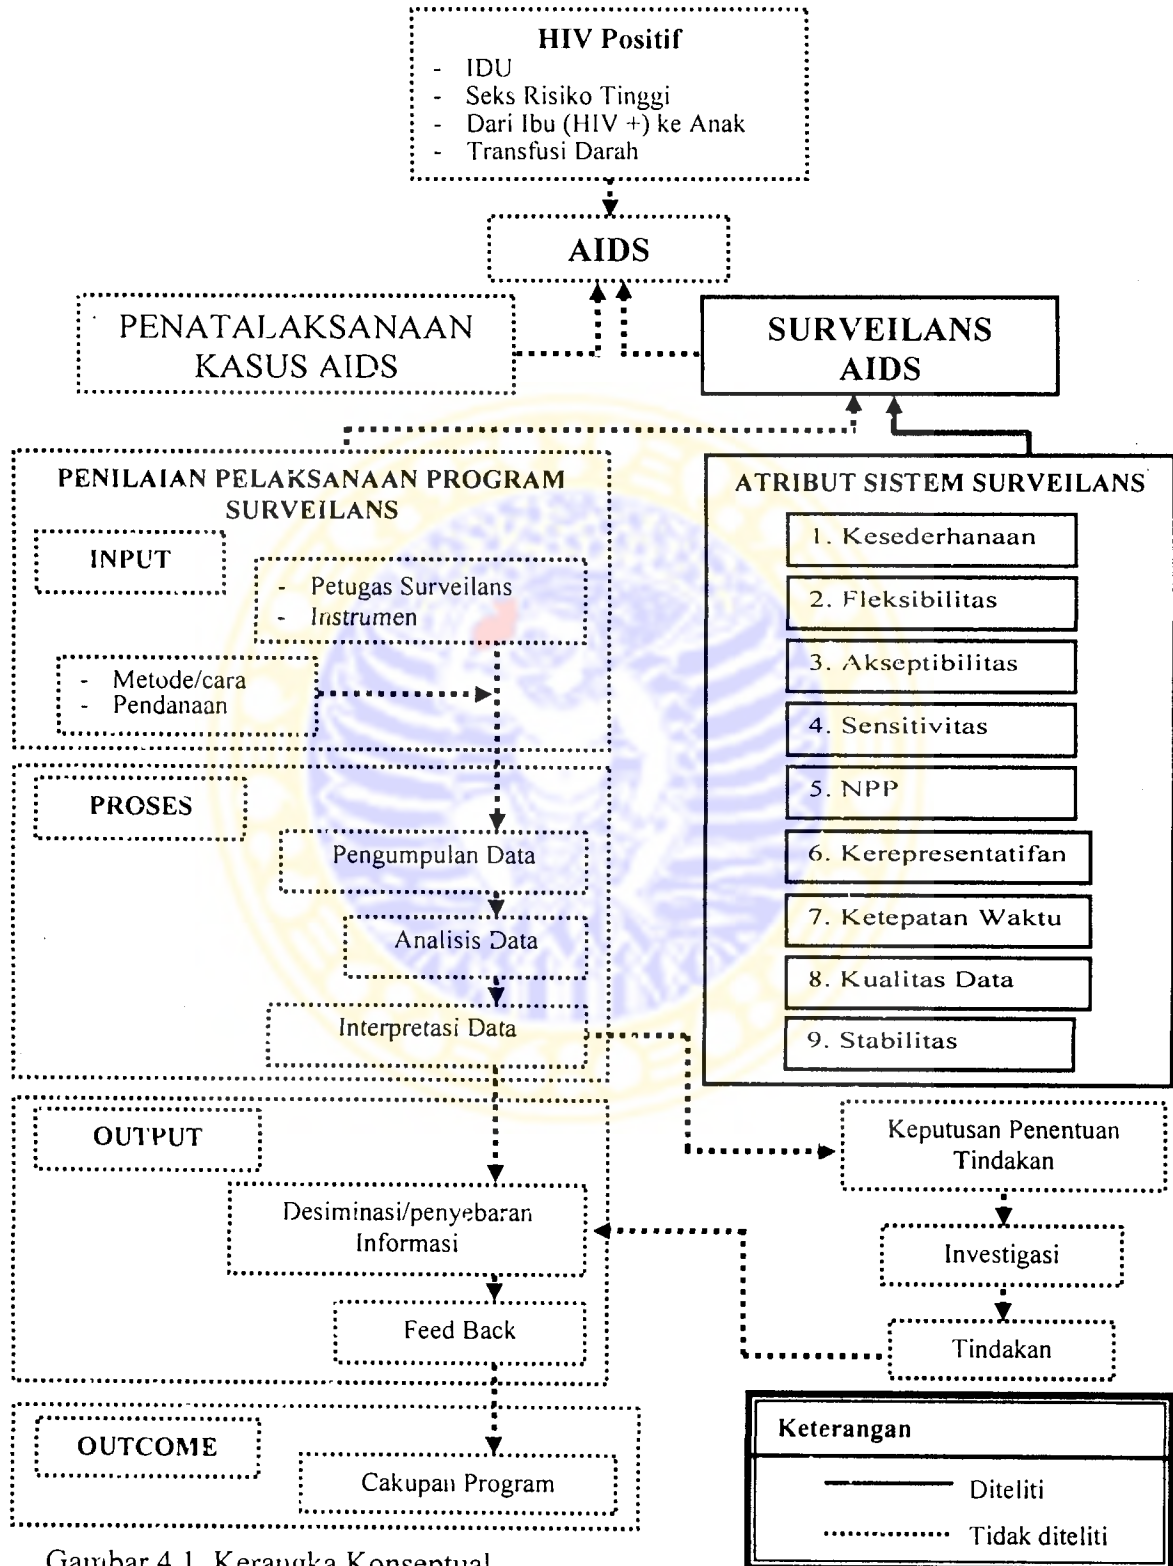 HIV Positif
- IDU
- Seks Risiko Tinggi
- Dari Ibu (HIV +) ke Anak
- Transfusi Darah
AIDS
PENATALAKSANAAN
KASUS AIDS
SURVEILANS
AIDS
PENILAIAN PELAKSANAAN PROGRAM
SURVEILANS
INPUT
- Petugas Surveilans
- Instrumen
- Metode/cara
- Pendanaan
PROSES
Pengumpulan Data
Analisis Data
Interpretasi Data
ATRIBUT SISTEM SURVEILANS
1. Kesederhanaan
2. Fleksibilitas
3. Akseptibilitas
4. Sensitivitas
5. NPP
6. Kerepresentatifan
7. Ketepatan Waktu
8. Kualitas Data
9. Stabilitas
OUTPUT
Desiminasi/penyebaran
Informasi
Feed Back
Keputusan Penentuan
Tindakan
Investigasi
Tindakan
OUTCOME
Cakupan Program
Keterangan
Diteliti
Tidak diteliti
Gambar 4.1 Kerangka Konseptual